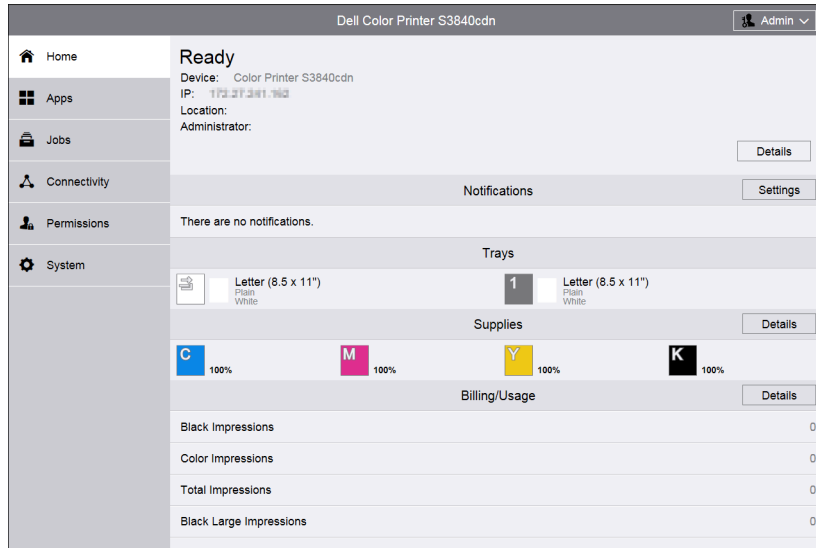 Dell Color Printer S3840cdn
Admin
Home
Apps
Jobs
Connectivity
Permissions
System
Ready
Device: Color Printer S3840cdn
IP:
Location:
Administrator:
Details
Notifications
Settings
There are no notifications.
Trays
Letter (8.5 x 11")
Plain
White
1
Letter (8.5 x 11")
Plain
White
Supplies
Details
C 100%
M 100%
Y 100%
K 100%
Billing/Usage
Details
Black Impressions 0
Color Impressions 0
Total Impressions 0
Black Large Impressions 0